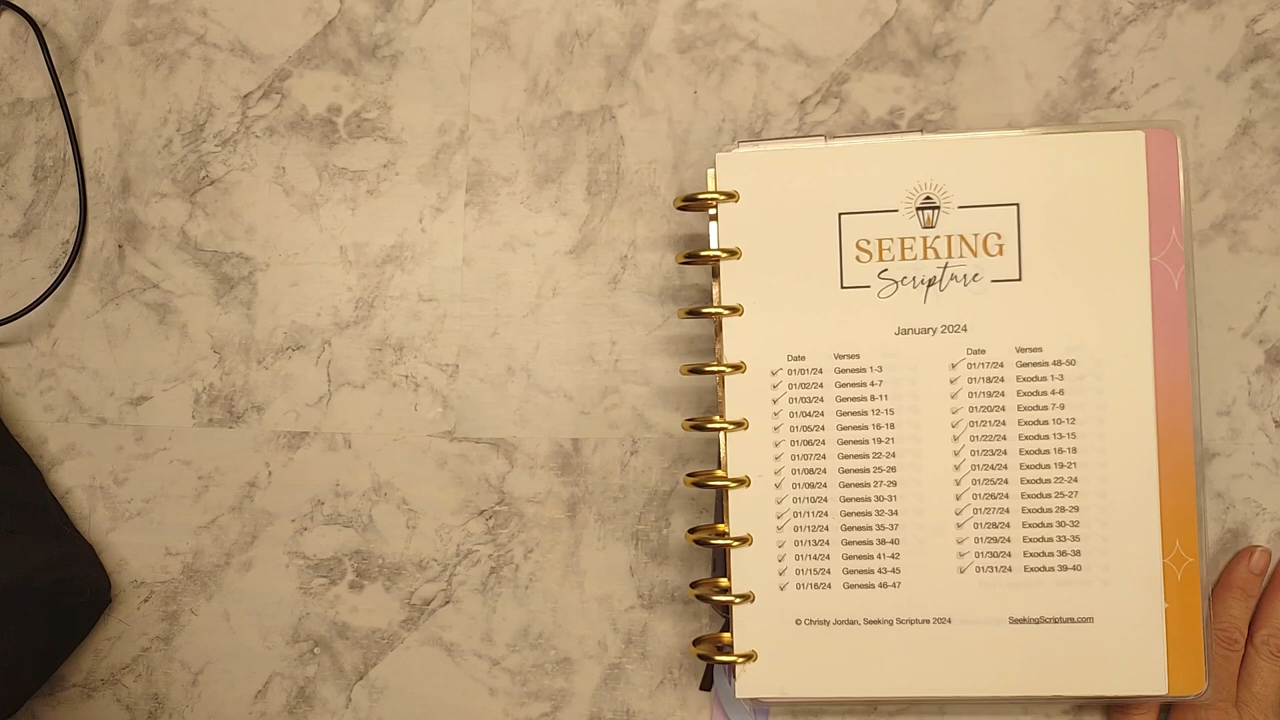 SEEKING
Scripture
January 2024
Date Verses
01/01/24 Genesis 1-3
01/02/24 Genesis 4-7
01/03/24 Genesis 8-11
01/04/24 Genesis 12-15
01/05/24 Genesis 16-18
01/06/24 Genesis 19-21
01/07/24 Genesis 22-24
01/08/24 Genesis 25-26
01/09/24 Genesis 27-29
01/10/24 Genesis 30-31
01/11/24 Genesis 32-34
01/12/24 Genesis 35-37
01/13/24 Genesis 38-40
01/14/24 Genesis 41-42
01/15/24 Genesis 43-45
01/16/24 Genesis 46-47
Date Verses
01/17/24 Genesis 48-50
01/18/24 Exodus 1-3
01/19/24 Exodus 4-6
01/20/24 Exodus 7-9
01/21/24 Exodus 10-12
01/22/24 Exodus 13-15
01/23/24 Exodus 16-18
01/24/24 Exodus 19-21
01/25/24 Exodus 22-24
01/26/24 Exodus 25-27
01/27/24 Exodus 28-29
01/28/24 Exodus 30-32
01/29/24 Exodus 33-35
01/30/24 Exodus 36-38
01/31/24 Exodus 39-40
© Christy Jordan, Seeking Scripture 2024 SeekingScripture.com